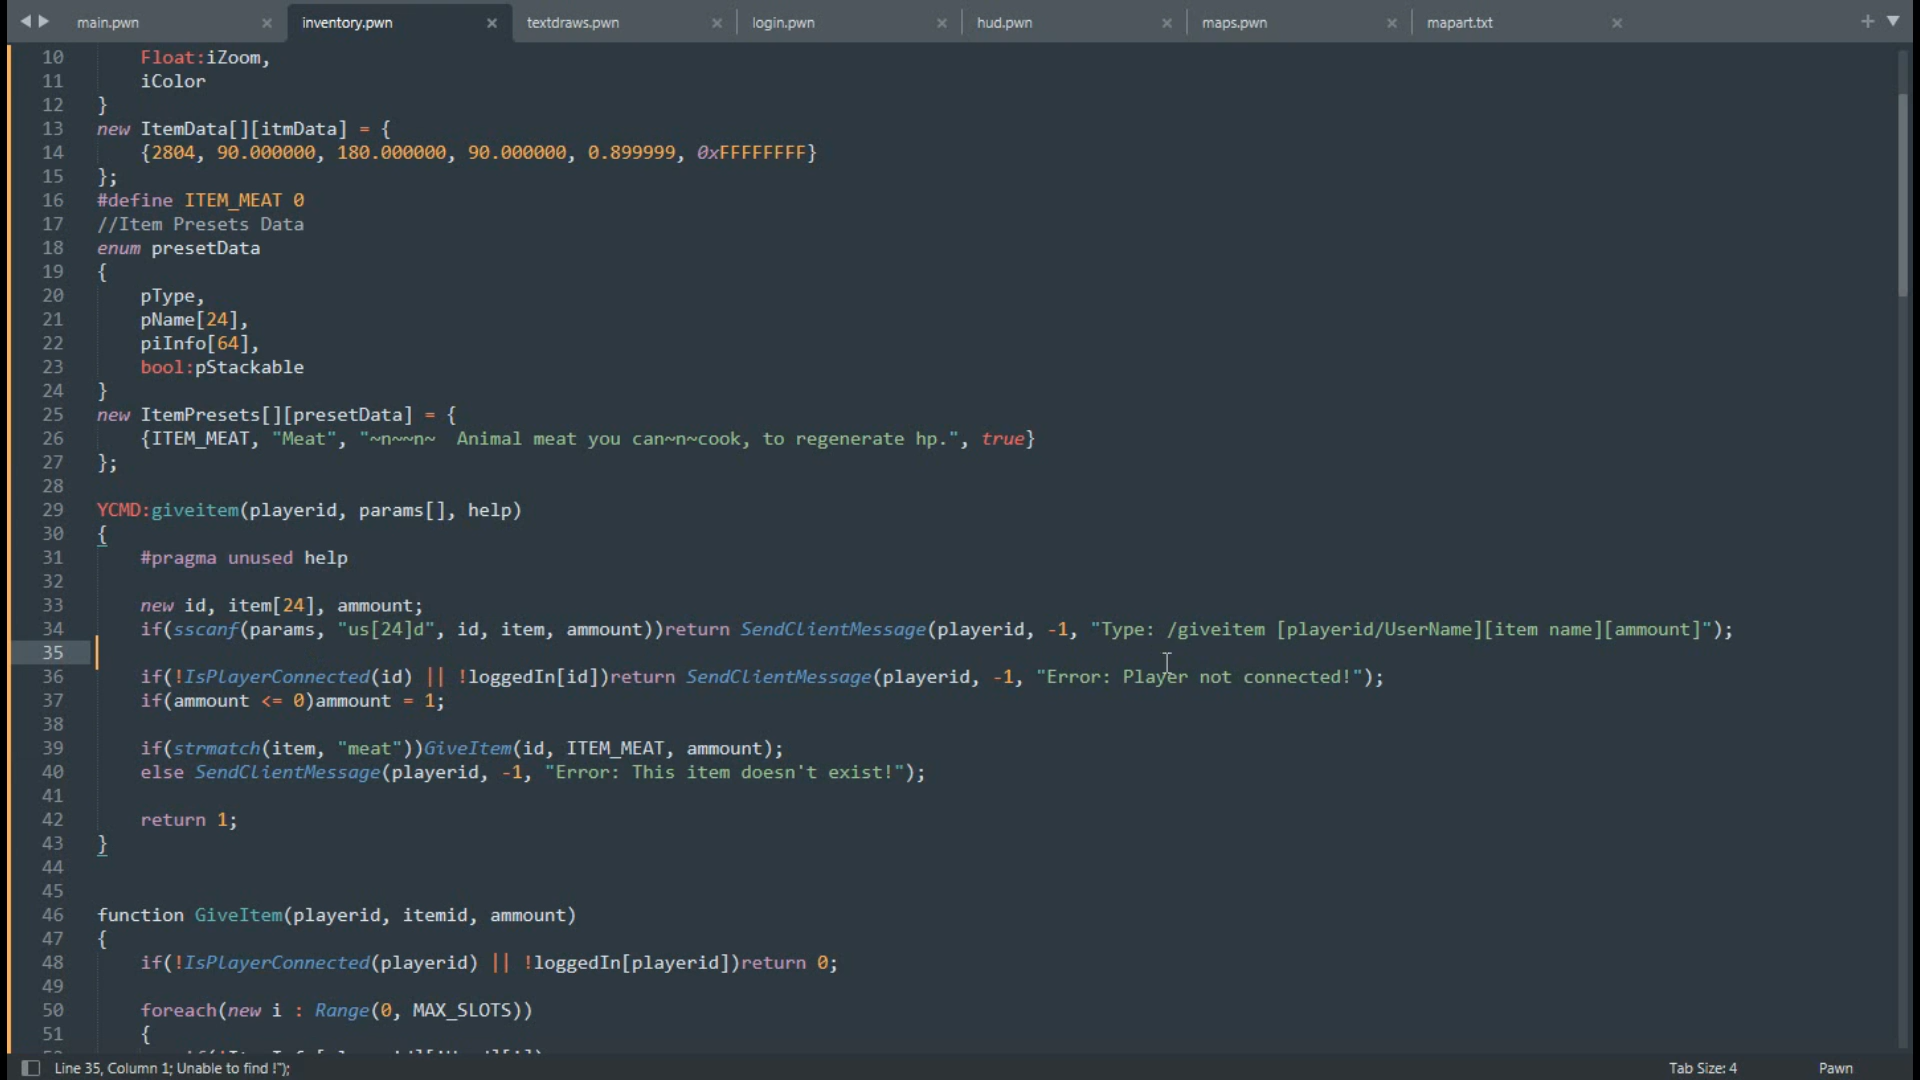 main.pwn inventory.pwn textdraws.pwn login.pwn hud.pwn maps.pwn mapart.txt
10 Float:iZoom,
11 iColor
12 }
13 new ItemData[][itmData] = {
14 {2804, 90.000000, 180.000000, 90.000000, 0.899999, 0xFFFFFFFF}
15 };
16 #define ITEM_MEAT 0
17 //Item Presets Data
18 enum presetData
19 {
20 pType,
21 pName[24],
22 piInfo[64],
23 bool:pStackable
24 }
25 new ItemPresets[][presetData] = {
26 {ITEM_MEAT, "Meat", "~n~~n~  Animal meat you can~n~cook, to regenerate hp.", true}
27 };
28
29 YCMD:giveitem(playerid, params[], help)
30 {
31 #pragma unused help
32
33 new id, item[24], ammount;
34 if(sscanf(params, "us[24]d", id, item, ammount))return SendClientMessage(playerid, -1, "Type: /giveitem [playerid/UserName][item name][ammount]");
35
36 if(!IsPlayerConnected(id) || !loggedIn[id])return SendClientMessage(playerid, -1, "Error: Player not connected!");
37 if(ammount <= 0)ammount = 1;
38
39 if(strmatch(item, "meat"))GiveItem(id, ITEM_MEAT, ammount);
40 else SendClientMessage(playerid, -1, "Error: This item doesn't exist!");
41
42 return 1;
43 }
44
45
46 function GiveItem(playerid, itemid, ammount)
47 {
48 if(!IsPlayerConnected(playerid) || !loggedIn[playerid])return 0;
49
50 foreach(new i : Range(0, MAX_SLOTS))
51 {
Line 35, Column 1; Unable to find !"); Tab Size: 4 Pawn